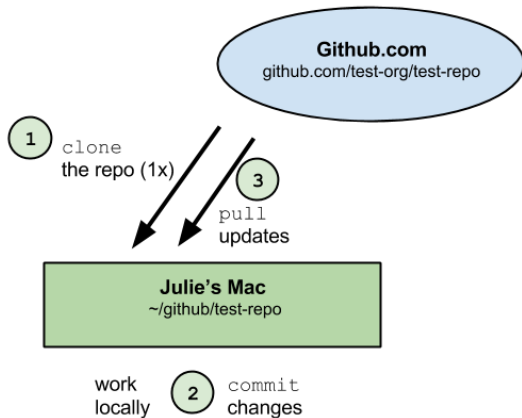 Github.com
github.com/test-org/test-repo
1
clone
the repo (1x)
3
pull
updates
Julie's Mac
~/github/test-repo
work
locally
2
commit
changes